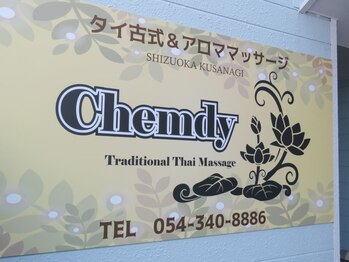 タイ古式&アロママッサージ
SHIZUOKA KUSANAGI
Chemdy
Traditional Thai Massage
TEL 054-340-8886